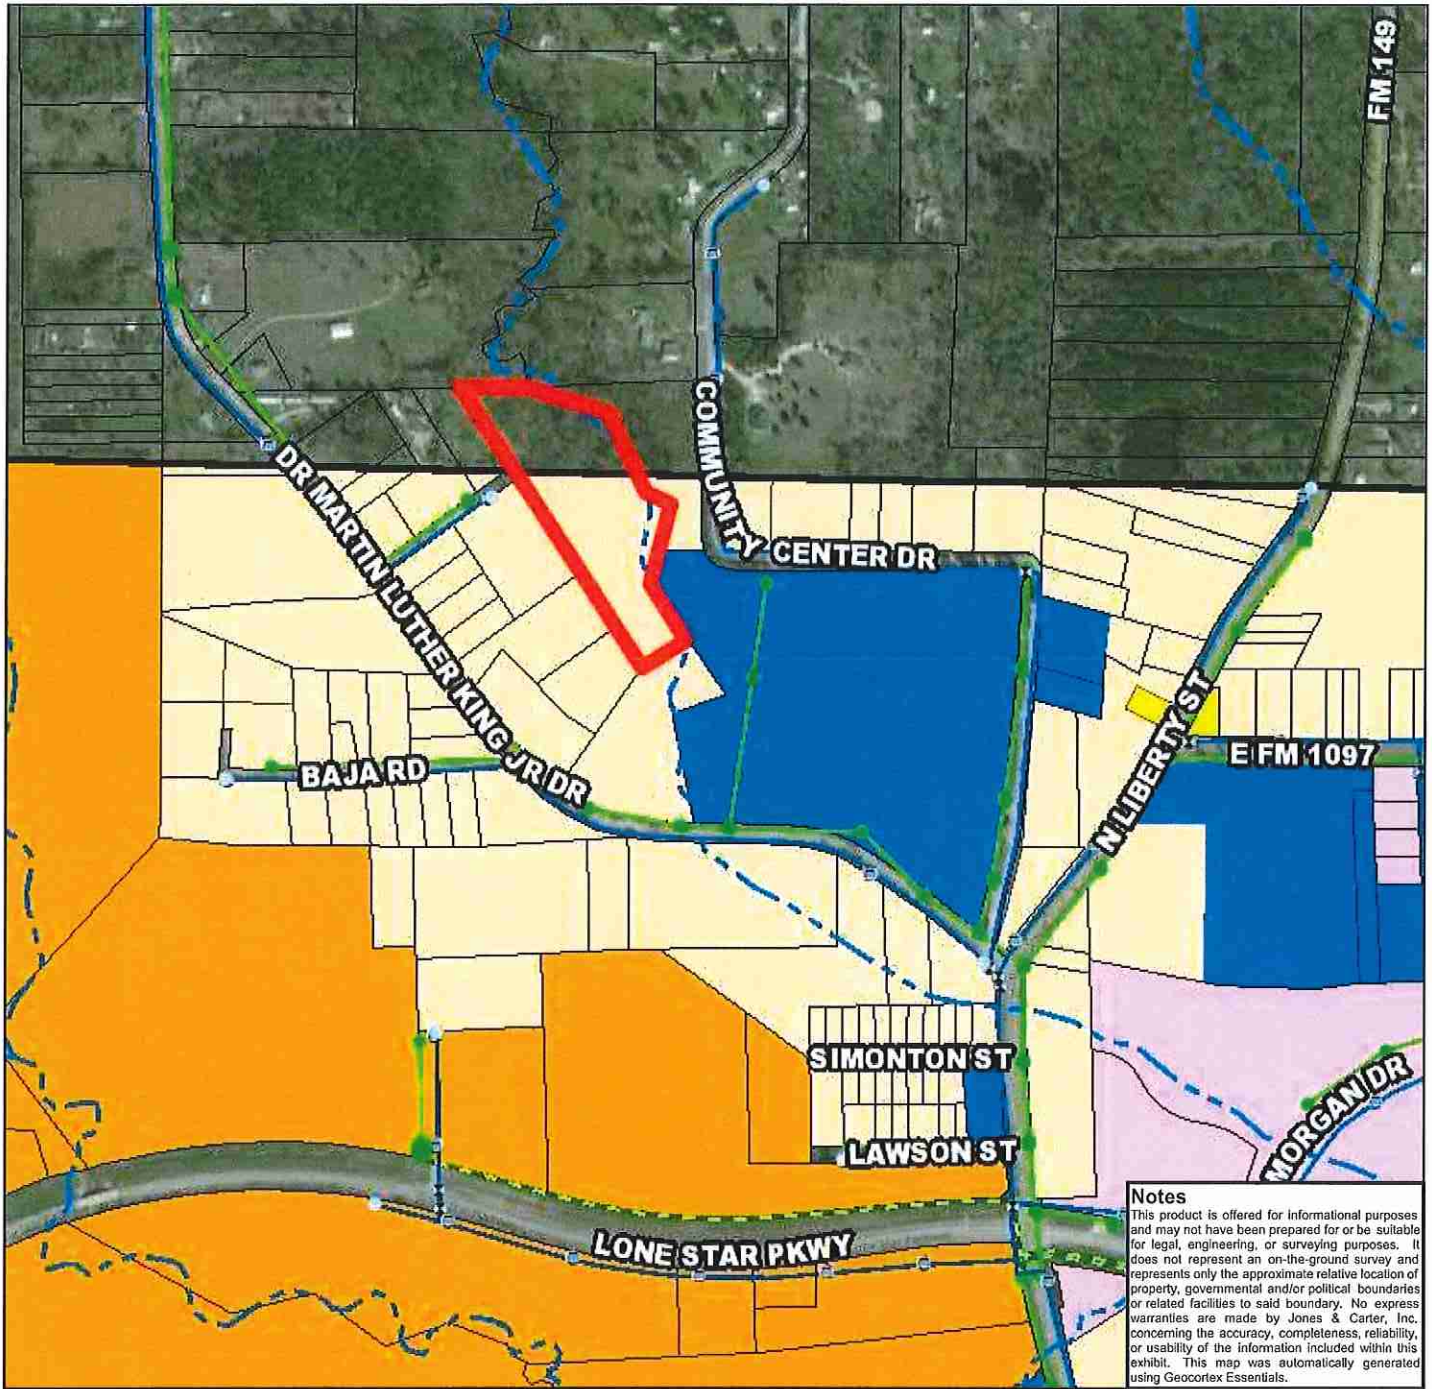 FM 149
COMMUNITY CENTER DR
DR MARTIN LUTHER KING JR DR
BAJA RD
N LIBERTY ST
E FM 1097
SIMONTON ST
LAWSON ST
MORGAN DR
LONE STAR PKWY
Notes
This product is offered for informational purposes
and may not have been prepared for or be suitable
for legal, engineering, or surveying purposes. It
does not represent an on-the-ground survey and
represents only the approximate relative location of
property, governmental and/or political boundaries
or related facilities to said boundary. No express
warranties are made by Jones & Carter, Inc.
concerning the accuracy, completeness, reliability,
or usability of the information included within this
exhibit. This map was automatically generated
using Geocortex Essentials.